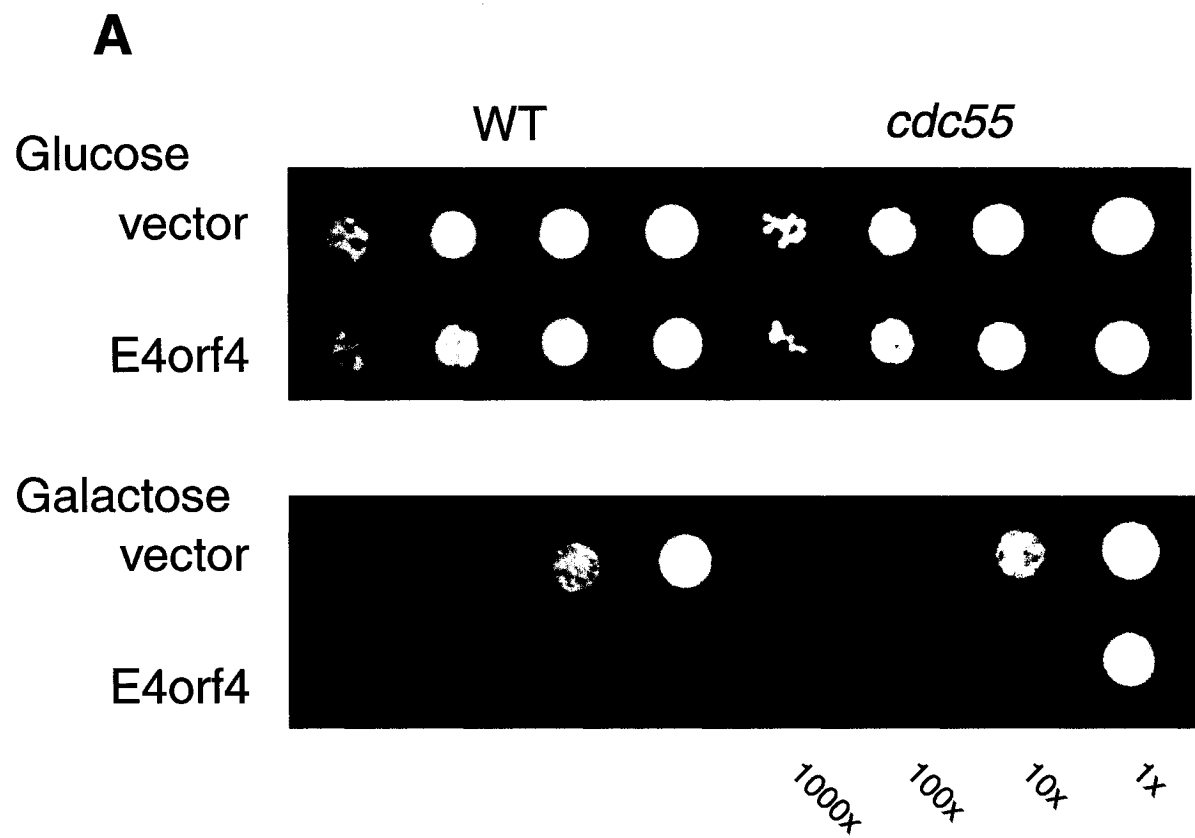 A
WT cdc55
Glucose
vector
E4orf4
Galactose
vector
E4orf4
1000x 100x 10x 1x